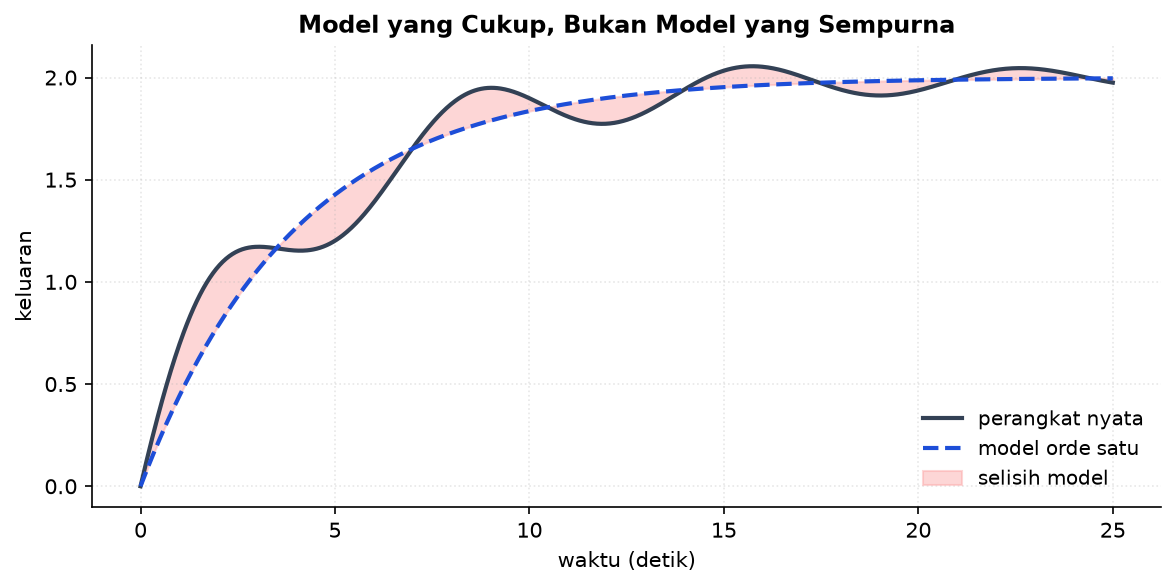 Model yang Cukup, Bukan Model yang Sempurna
keluaran
2.0
1.5
1.0
0.5
0.0
perangkat nyata
model orde satu
selisih model
0 5 10 15 20 25
waktu (detik)